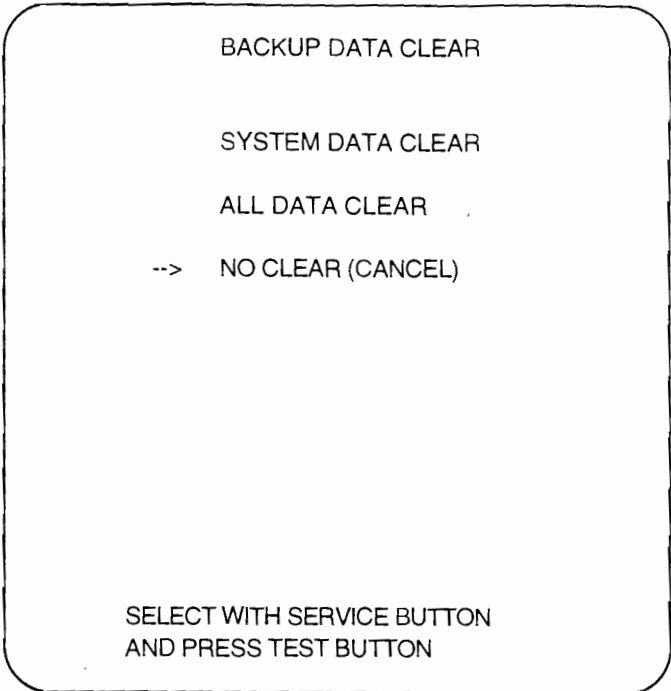 BACKUP DATA CLEAR
SYSTEM DATA CLEAR
ALL DATA CLEAR
--> NO CLEAR (CANCEL)
SELECT WITH SERVICE BUTTON
AND PRESS TEST BUTTON